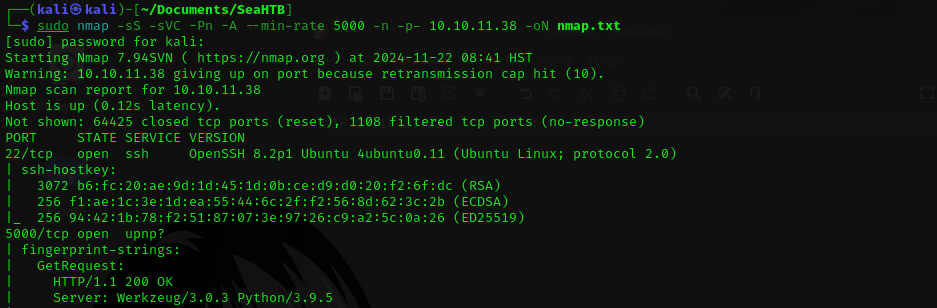 ┌──(kali㉿kali)-[~/Documents/SeaHTB]
└─$ sudo nmap -sS -sVC -Pn -A --min-rate 5000 -n -p- 10.10.11.38 -oN nmap.txt
[sudo] password for kali:
Starting Nmap 7.94SVN ( https://nmap.org ) at 2024-11-22 08:41 HST
Warning: 10.10.11.38 giving up on port because retransmission cap hit (10).
Nmap scan report for 10.10.11.38
Host is up (0.12s latency).
Not shown: 64425 closed tcp ports (reset), 1108 filtered tcp ports (no-response)
PORT     STATE SERVICE VERSION
22/tcp   open  ssh     OpenSSH 8.2p1 Ubuntu 4ubuntu0.11 (Ubuntu Linux; protocol 2.0)
| ssh-hostkey:
|   3072 b6:fc:20:ae:9d:1d:45:1d:0b:ce:d9:d0:20:f2:6f:dc (RSA)
|   256 f1:ae:1c:3e:1d:ea:55:44:6c:2f:f2:56:8d:62:3c:2b (ECDSA)
|_  256 94:42:1b:78:f2:51:87:07:3e:97:26:c9:a2:5c:0a:26 (ED25519)
5000/tcp open  upnp?
| fingerprint-strings:
|   GetRequest:
|     HTTP/1.1 200 OK
|     Server: Werkzeug/3.0.3 Python/3.9.5